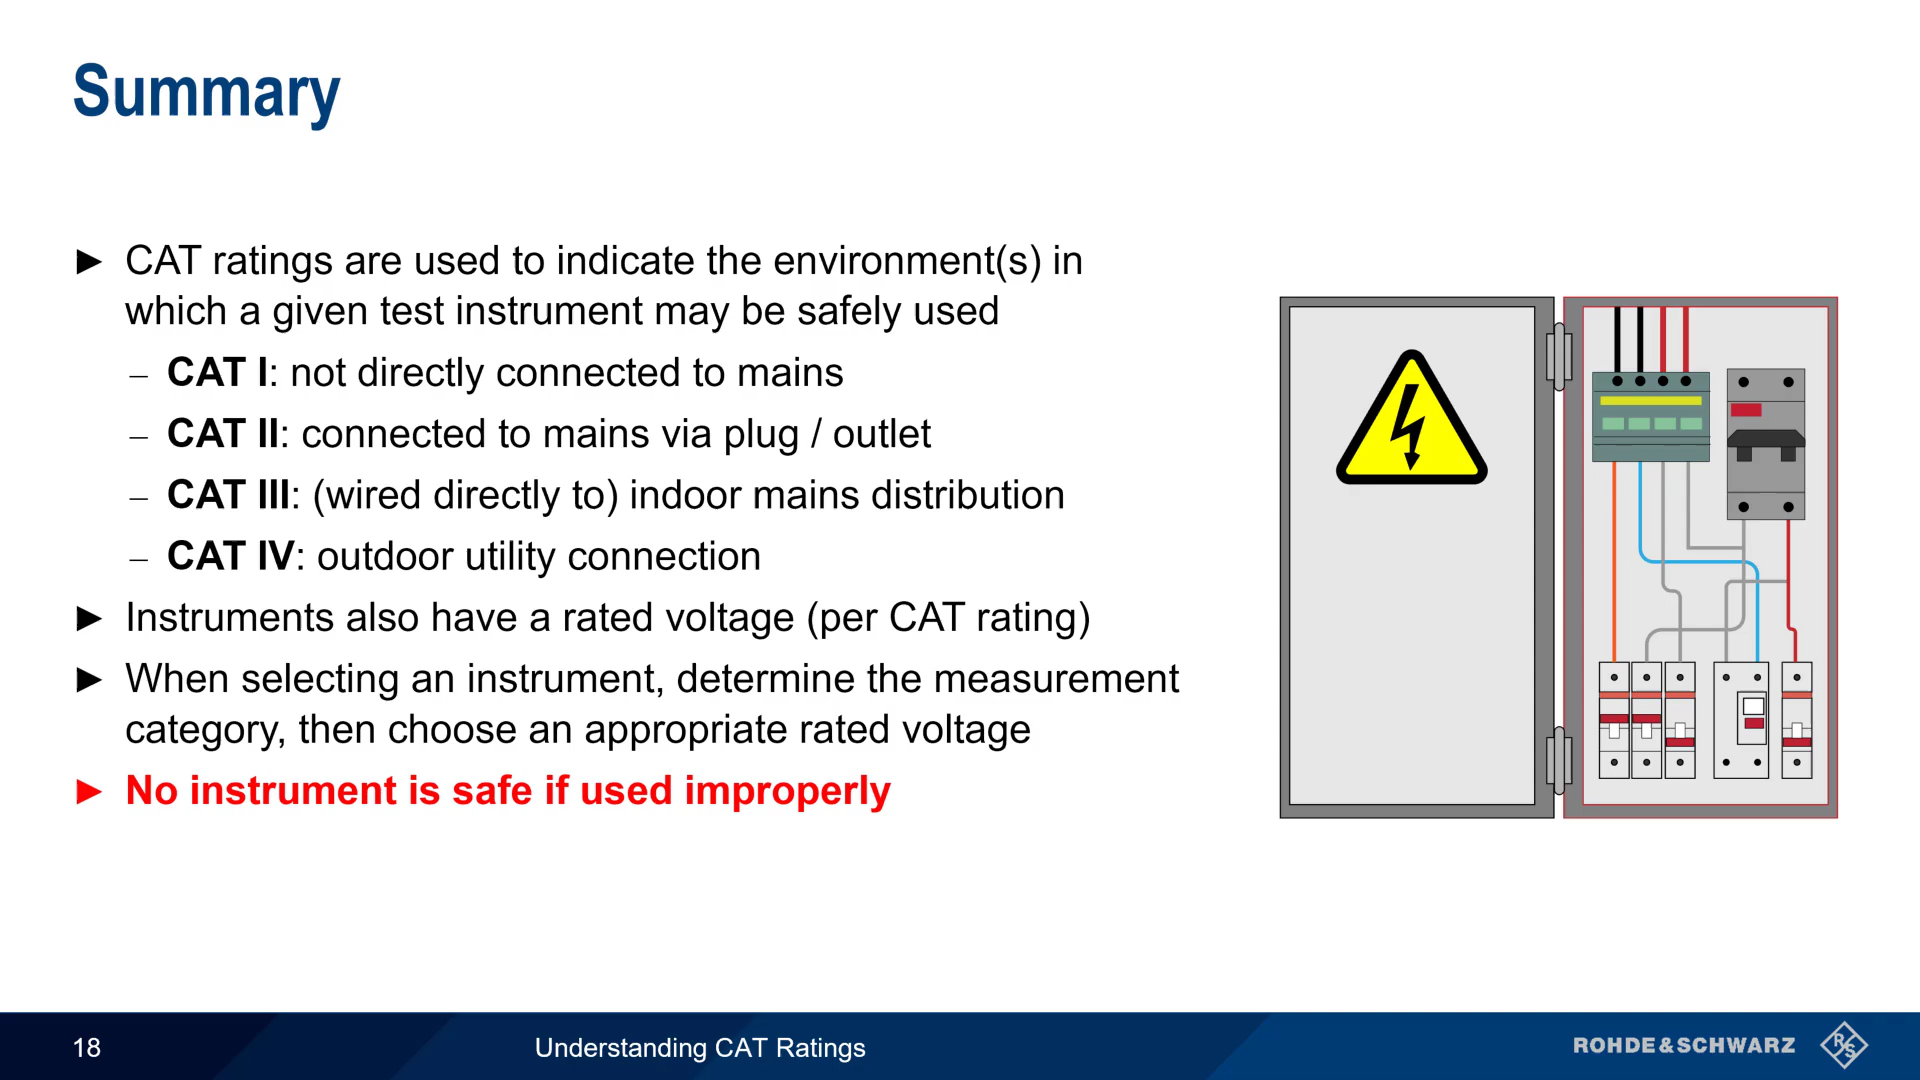 Summary
► CAT ratings are used to indicate the environment(s) in
which a given test instrument may be safely used
– CAT I: not directly connected to mains
– CAT II: connected to mains via plug / outlet
– CAT III: (wired directly to) indoor mains distribution
– CAT IV: outdoor utility connection
► Instruments also have a rated voltage (per CAT rating)
► When selecting an instrument, determine the measurement
category, then choose an appropriate rated voltage
► No instrument is safe if used improperly
18
Understanding CAT Ratings
ROHDE&SCHWARZ
R&S